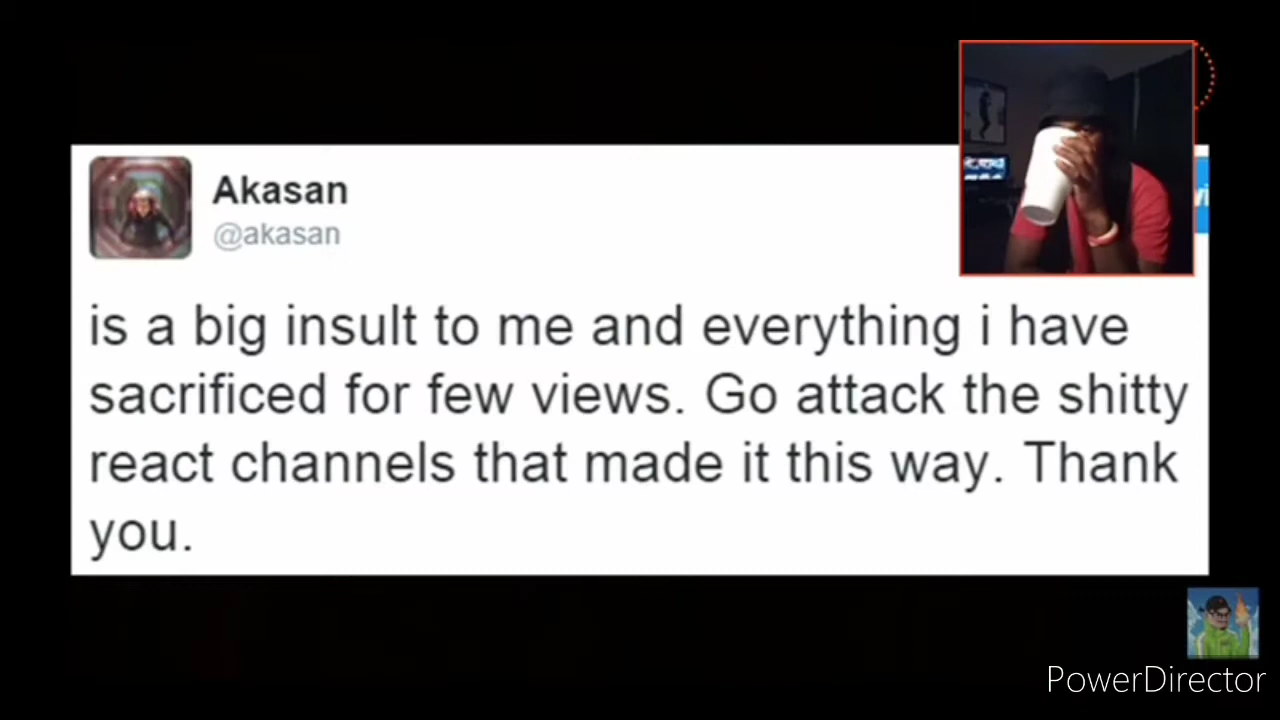 Akasan
@akasan
is a big insult to me and everything i have
sacrificed for few views. Go attack the shitty
react channels that made it this way. Thank
you.
PowerDirector